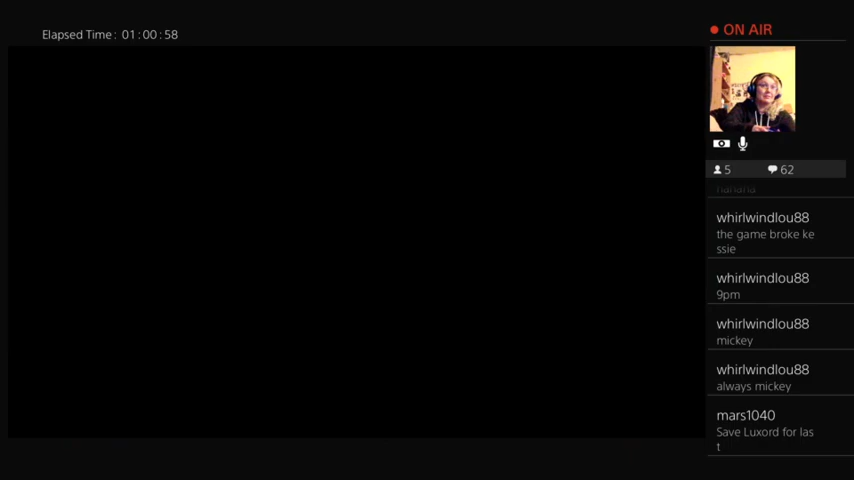 Elapsed Time: 01:00:58
ON AIR
5 62
hahaha
whirlwindlou88
the game broke ke
ssie
whirlwindlou88
9pm
whirlwindlou88
mickey
whirlwindlou88
always mickey
mars1040
Save Luxord for las
t